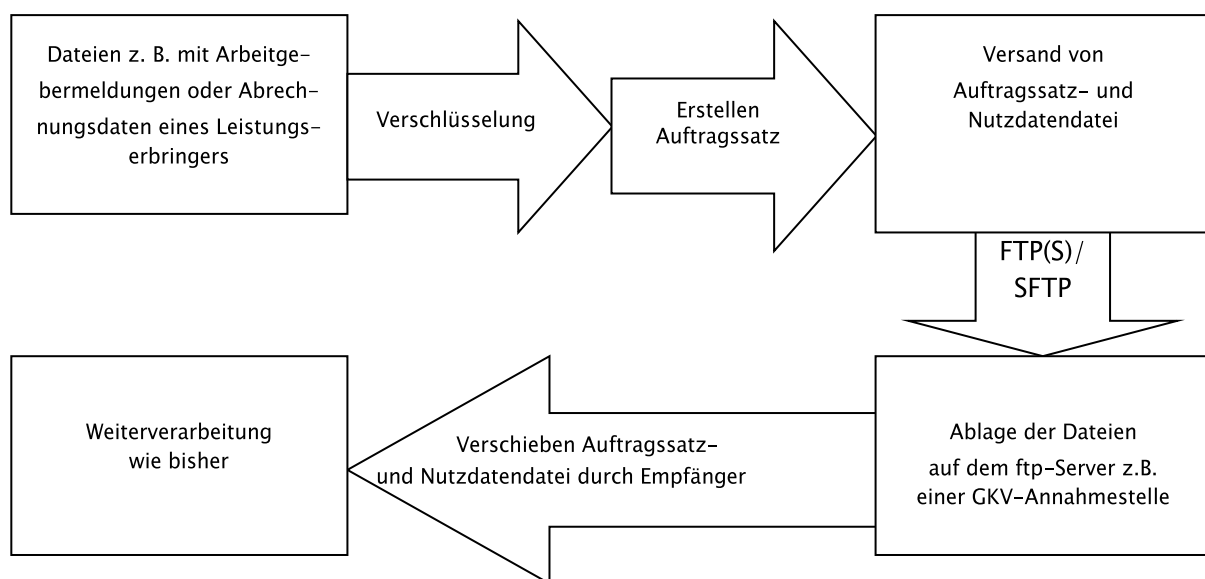 Dateien z. B. mit Arbeitge-
bermeldungen oder Abrech-
nungsdaten eines Leistungs-
erbringers
Verschlüsselung
Erstellen
Auftragssatz
Versand von
Auftragssatz- und
Nutzdatendatei
FTP(S)/
SFTP
Ablage der Dateien
auf dem ftp-Server z.B.
einer GKV-Annahmestelle
Verschieben Auftragssatz-
und Nutzdatendatei durch Empfänger
Weiterverarbeitung
wie bisher